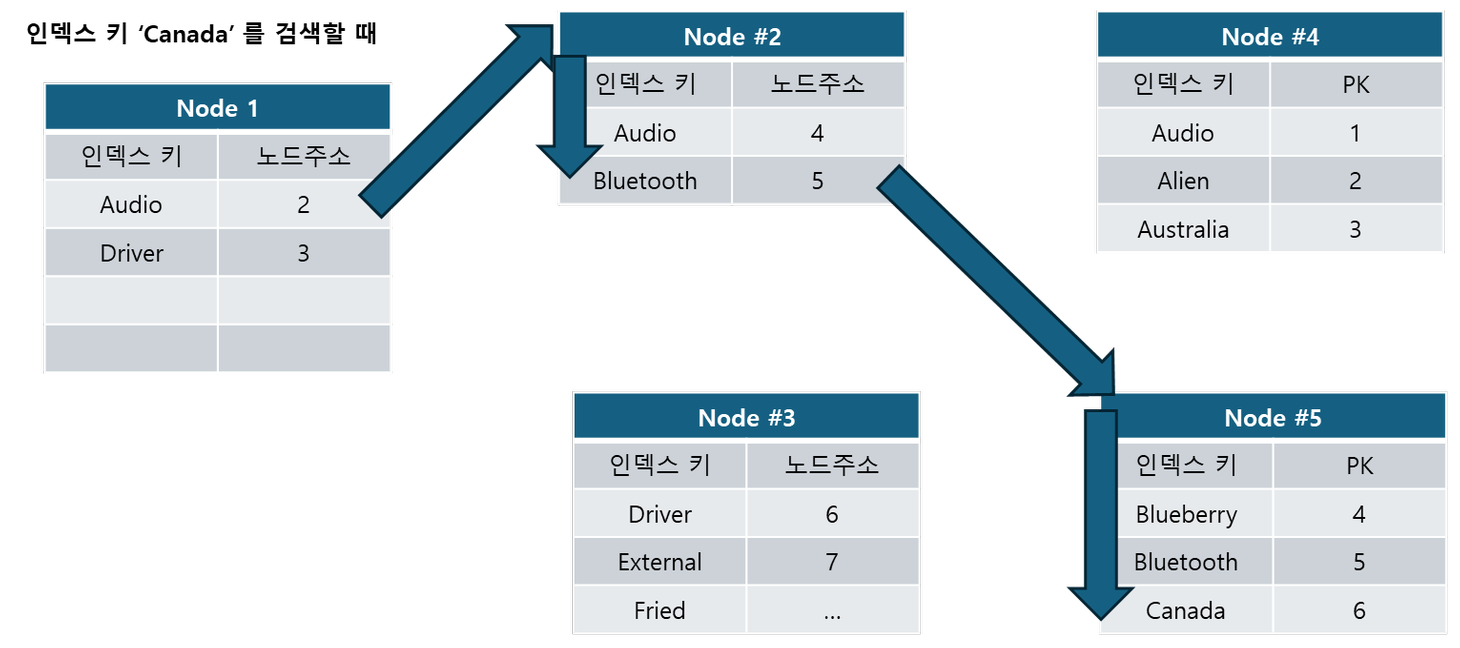 인덱스 키 ‘Canada’ 를 검색할 때
Node 1
인덱스 키 노드주소
Audio 2
Driver 3
Node #2
인덱스 키 노드주소
Audio 4
Bluetooth 5
Node #4
인덱스 키 PK
Audio 1
Alien 2
Australia 3
Node #3
인덱스 키 노드주소
Driver 6
External 7
Fried ...
Node #5
인덱스 키 PK
Blueberry 4
Bluetooth 5
Canada 6